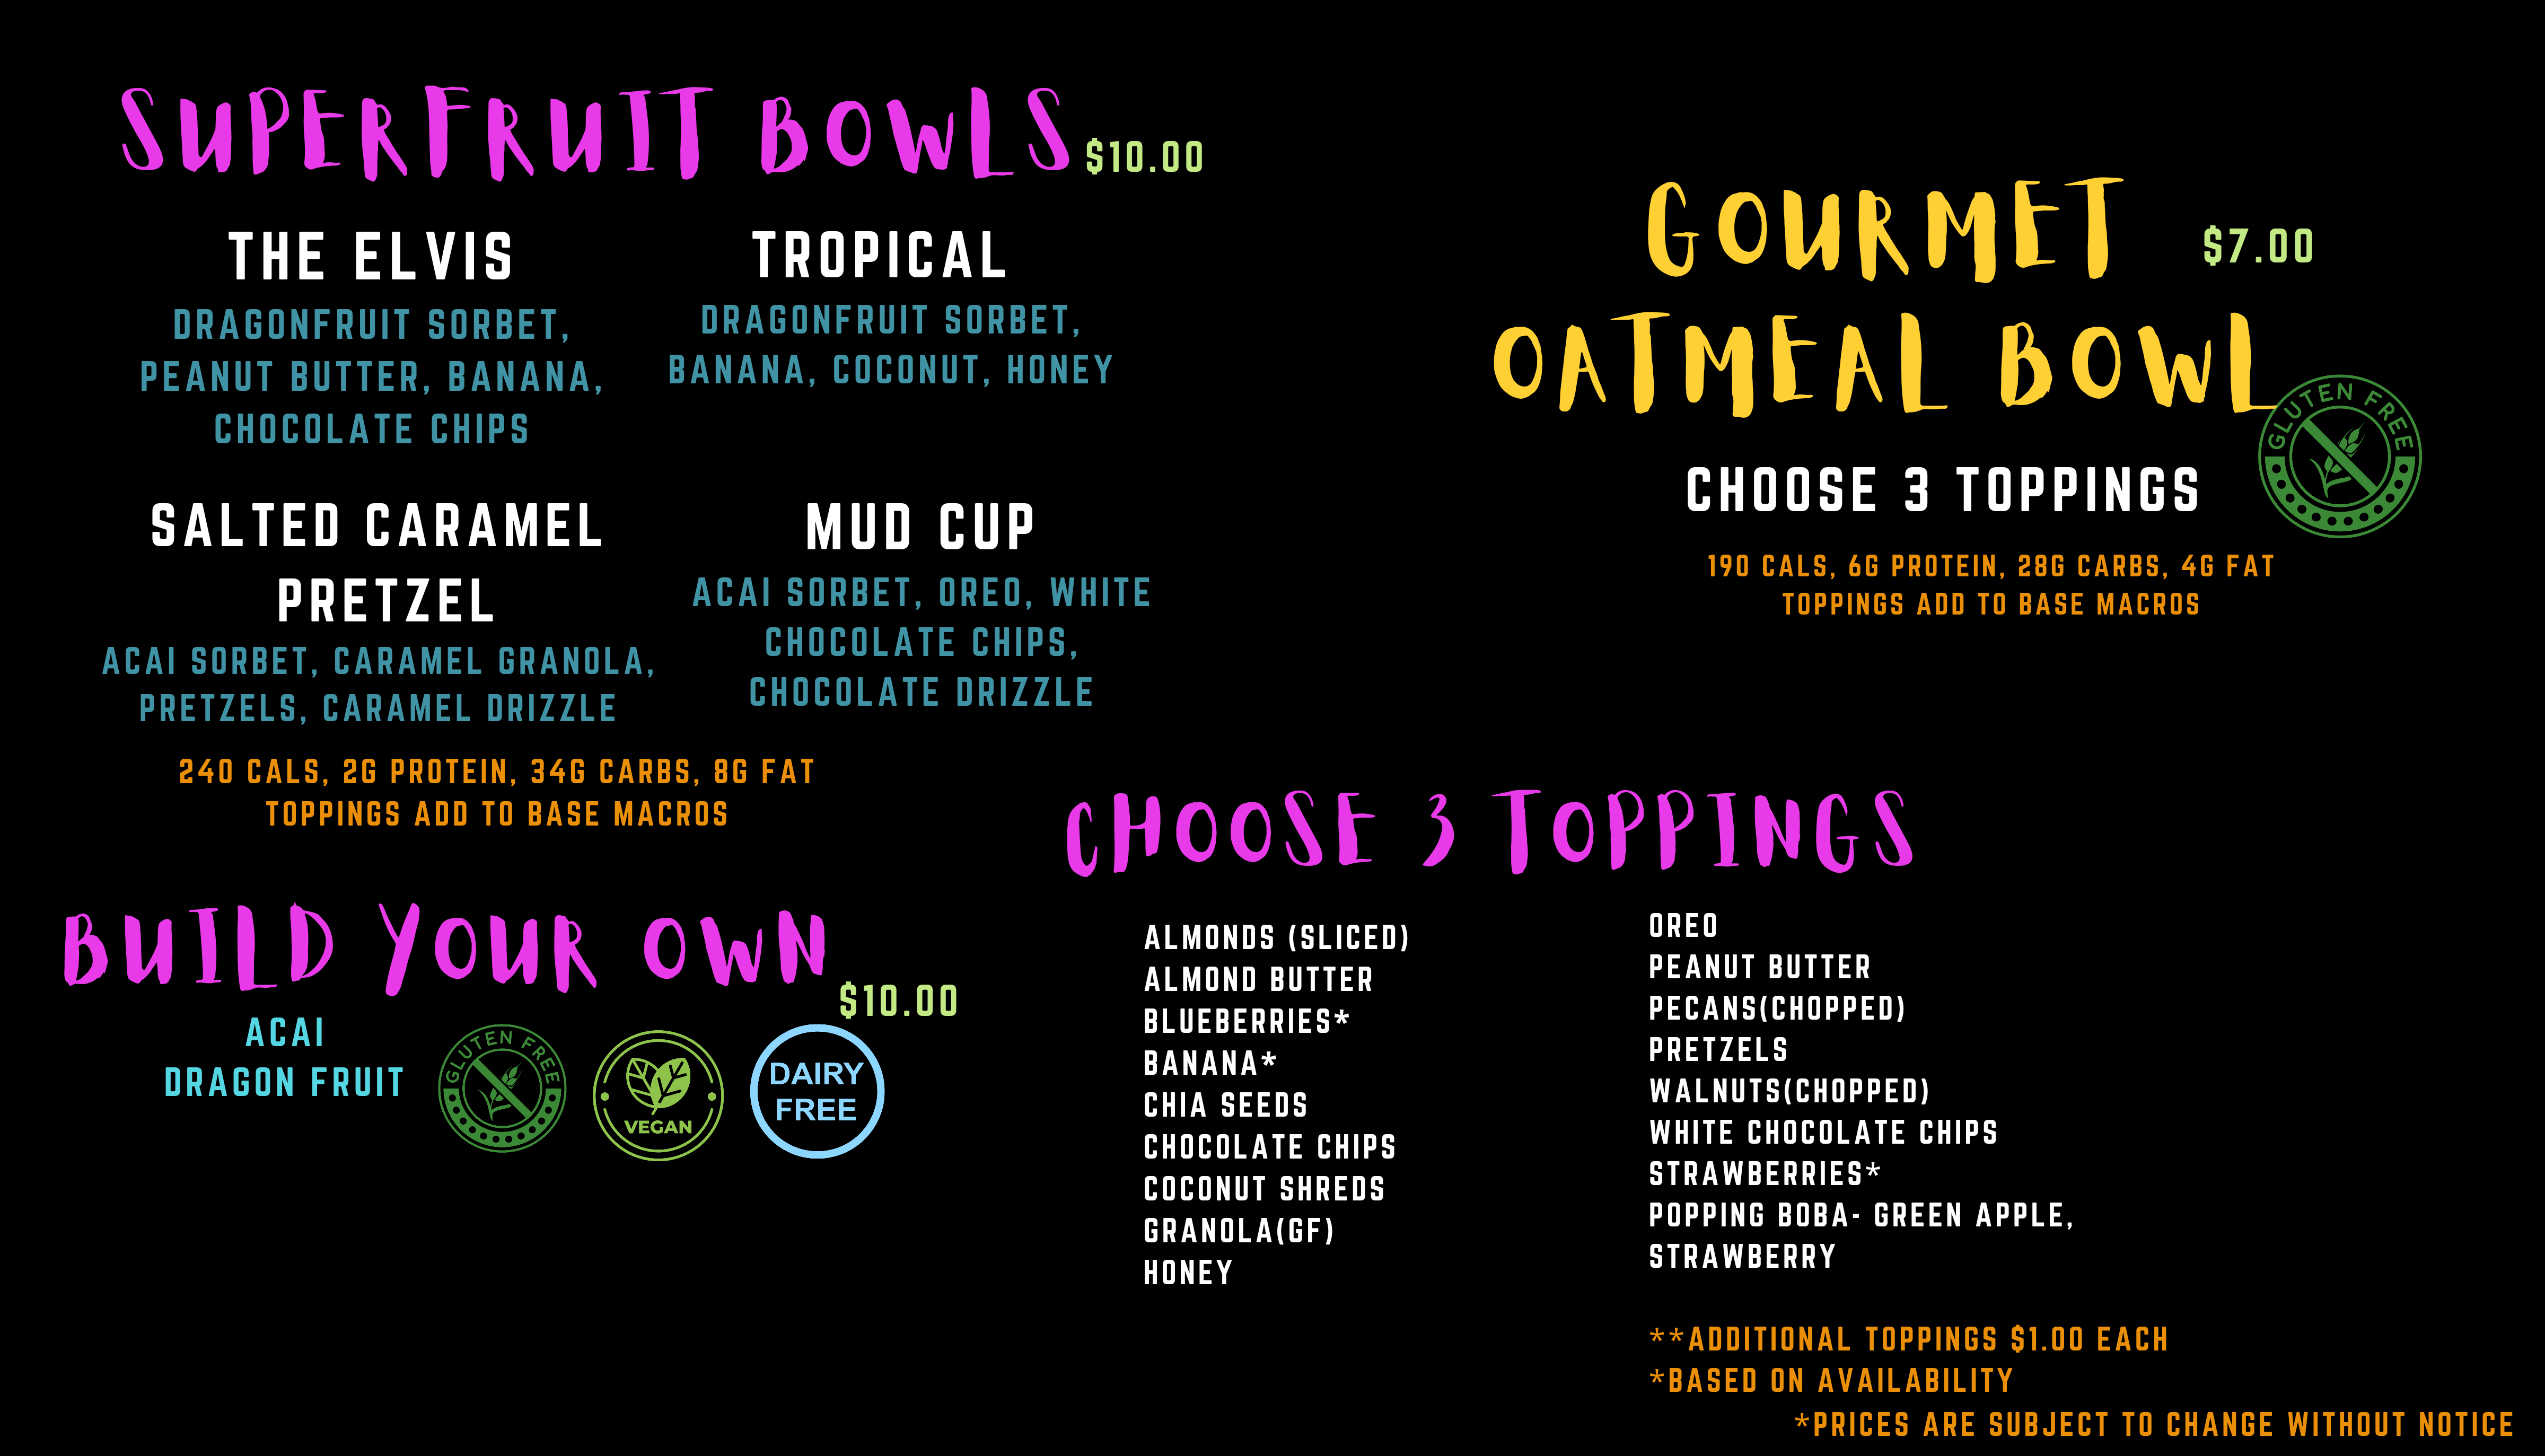 SUPERFRUIT BOWLS $10.00
THE ELVIS
DRAGONFRUIT SORBET,
PEANUT BUTTER, BANANA,
CHOCOLATE CHIPS
TROPICAL
DRAGONFRUIT SORBET,
BANANA, COCONUT, HONEY
SALTED CARAMEL
PRETZEL
ACAI SORBET, CARAMEL GRANOLA,
PRETZELS, CARAMEL DRIZZLE
MUD CUP
ACAI SORBET, OREO, WHITE
CHOCOLATE CHIPS,
CHOCOLATE DRIZZLE
240 CALS, 2G PROTEIN, 34G CARBS, 8G FAT
TOPPINGS ADD TO BASE MACROS
GOURMET $7.00
OATMEAL BOWL
GLUTEN FREE
CHOOSE 3 TOPPINGS
190 CALS, 6G PROTEIN, 28G CARBS, 4G FAT
TOPPINGS ADD TO BASE MACROS
BUILD YOUR OWN
$10.00
ACAI
DRAGON FRUIT
GLUTEN FREE
VEGAN
DAIRY
FREE
CHOOSE 3 TOPPINGS
ALMONDS (SLICED)
ALMOND BUTTER
BLUEBERRIES*
BANANA*
CHIA SEEDS
CHOCOLATE CHIPS
COCONUT SHREDS
GRANOLA(GF)
HONEY
OREO
PEANUT BUTTER
PECANS(CHOPPED)
PRETZELS
WALNUTS(CHOPPED)
WHITE CHOCOLATE CHIPS
STRAWBERRIES*
POPPING BOBA- GREEN APPLE,
STRAWBERRY
**ADDITIONAL TOPPINGS $1.00 EACH
*BASED ON AVAILABILITY
*PRICES ARE SUBJECT TO CHANGE WITHOUT NOTICE